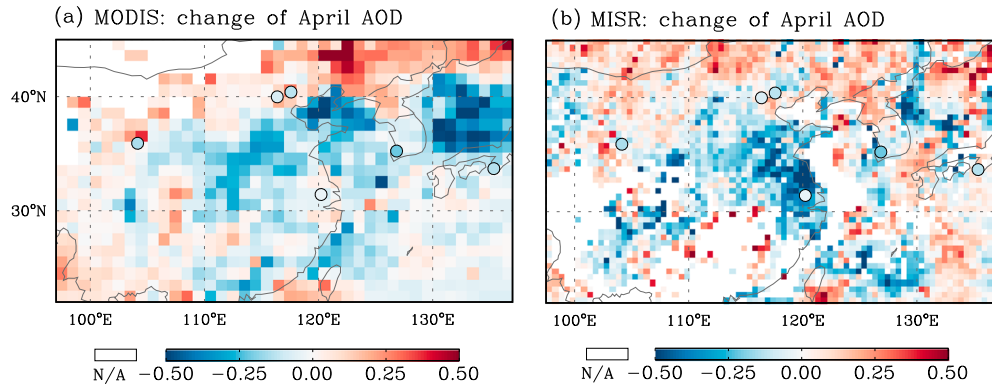 (a) MODIS: change of April AOD
(b) MISR: change of April AOD
40°N
30°N
100°E 110°E 120°E 130°E
100°E 110°E 120°E 130°E
N/A -0.50 -0.25 0.00 0.25 0.50
N/A -0.50 -0.25 0.00 0.25 0.50